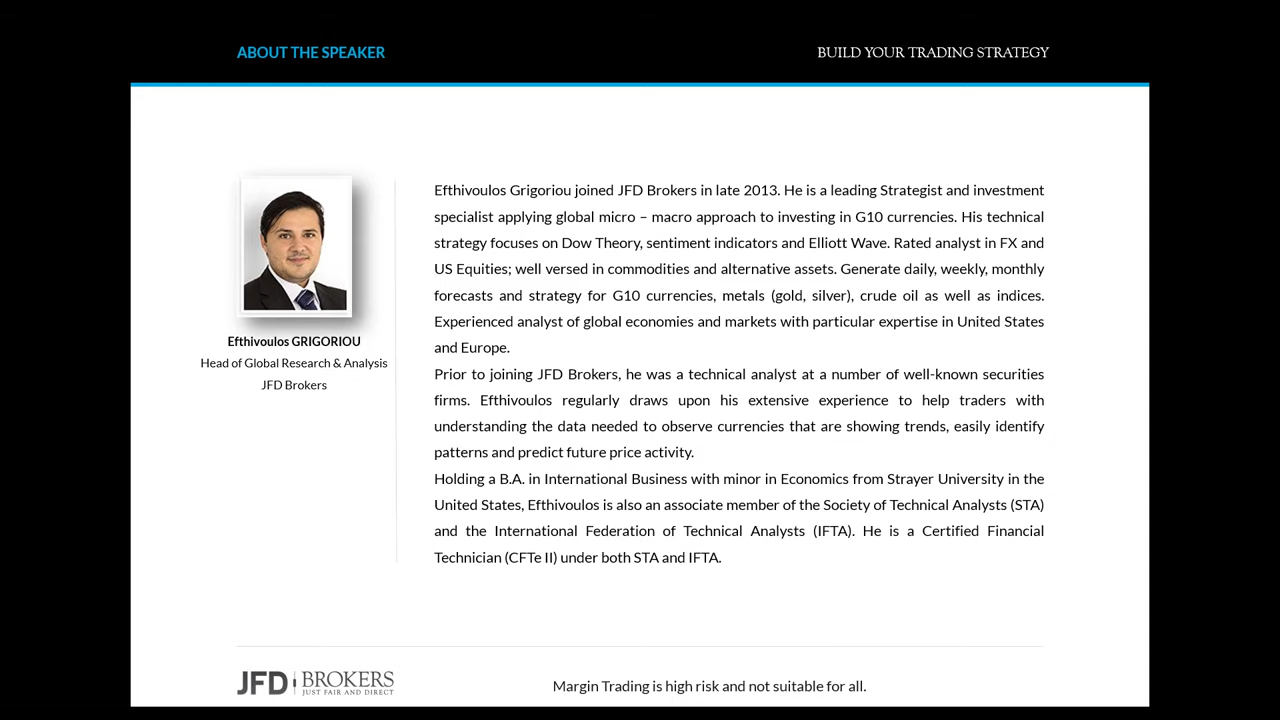 ABOUT THE SPEAKER
BUILD YOUR TRADING STRATEGY
Efthivoulos GRIGORIOU
Head of Global Research & Analysis
JFD Brokers
Efthivoulos Grigoriou joined JFD Brokers in late 2013. He is a leading Strategist and investment
specialist applying global micro – macro approach to investing in G10 currencies. His technical
strategy focuses on Dow Theory, sentiment indicators and Elliott Wave. Rated analyst in FX and
US Equities; well versed in commodities and alternative assets. Generate daily, weekly, monthly
forecasts and strategy for G10 currencies, metals (gold, silver), crude oil as well as indices.
Experienced analyst of global economies and markets with particular expertise in United States
and Europe.
Prior to joining JFD Brokers, he was a technical analyst at a number of well-known securities
firms. Efthivoulos regularly draws upon his extensive experience to help traders with
understanding the data needed to observe currencies that are showing trends, easily identify
patterns and predict future price activity.
Holding a B.A. in International Business with minor in Economics from Strayer University in the
United States, Efthivoulos is also an associate member of the Society of Technical Analysts (STA)
and the International Federation of Technical Analysts (IFTA). He is a Certified Financial
Technician (CFTe II) under both STA and IFTA.
JFD BROKERS
JUST FAIR AND DIRECT
Margin Trading is high risk and not suitable for all.